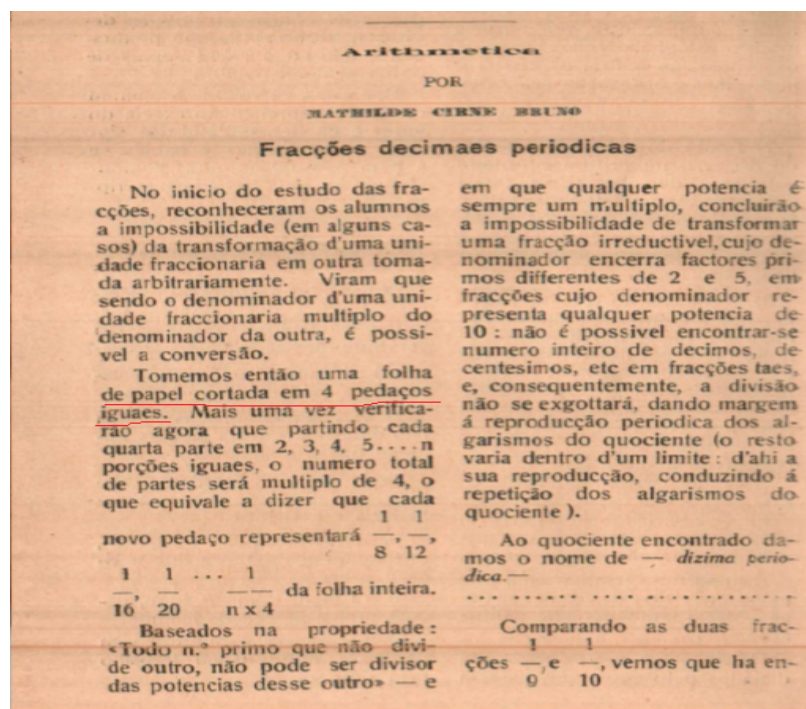 Arithmetica
POR
MATHILDE CIRNE BRUNO
Fracções decimaes periodicas
No inicio do estudo das fra-
cções, reconheceram os alumnos
a impossibilidade (em alguns ca-
sos) da transformação d'uma uni-
dade fraccionaria em outra toma-
da arbitrariamente. Viram que
sendo o denominador d'uma uni-
dade fraccionaria multiplo do
denominador da outra, é possi-
vel a conversão.
Tomemos então uma folha
de papel cortada em 4 pedaços
iguaes. Mais uma vez verifica-
rão agora que partindo cada
quarta parte em 2, 3, 4, 5....n
porções iguaes, o numero total
de partes será multiplo de 4, o
que equivale a dizer que cada
1 1
novo pedaço representará —, —,
8 12
1 1 ... 1
—, — — da folha inteira.
16 20 n x 4
Baseados na propriedade:
«Todo n.º primo que não divi-
de outro, não pode ser divisor
das potencias desse outro» — e
em que qualquer potencia é
sempre um multiplo, concluirão
a impossibilidade de transformar
uma fracção irreductivel, cujo de-
nominador encerra factores pri-
mos differentes de 2 e 5, em
fracções cujo denominador re-
presenta qualquer potencia de
10 : não é possivel encontrar-se
numero inteiro de decimos, de-
centesimos, etc em fracções taes,
e, consequentemente, a divisão
não se exgottará, dando margem
á reproducção periodica dos al-
garismos do quociente (o resto
varia dentro d'um limite : d'ahi a
sua reproducção, conduzindo á
repetição dos algarismos do
quociente ).
Ao quociente encontrado da-
mos o nome de — dizima perio-
dica.—
... ...... .... ... ... ... ... ... ... ...
Comparando as duas frac-
1 1
ções —, e —, vemos que ha en-
9 10